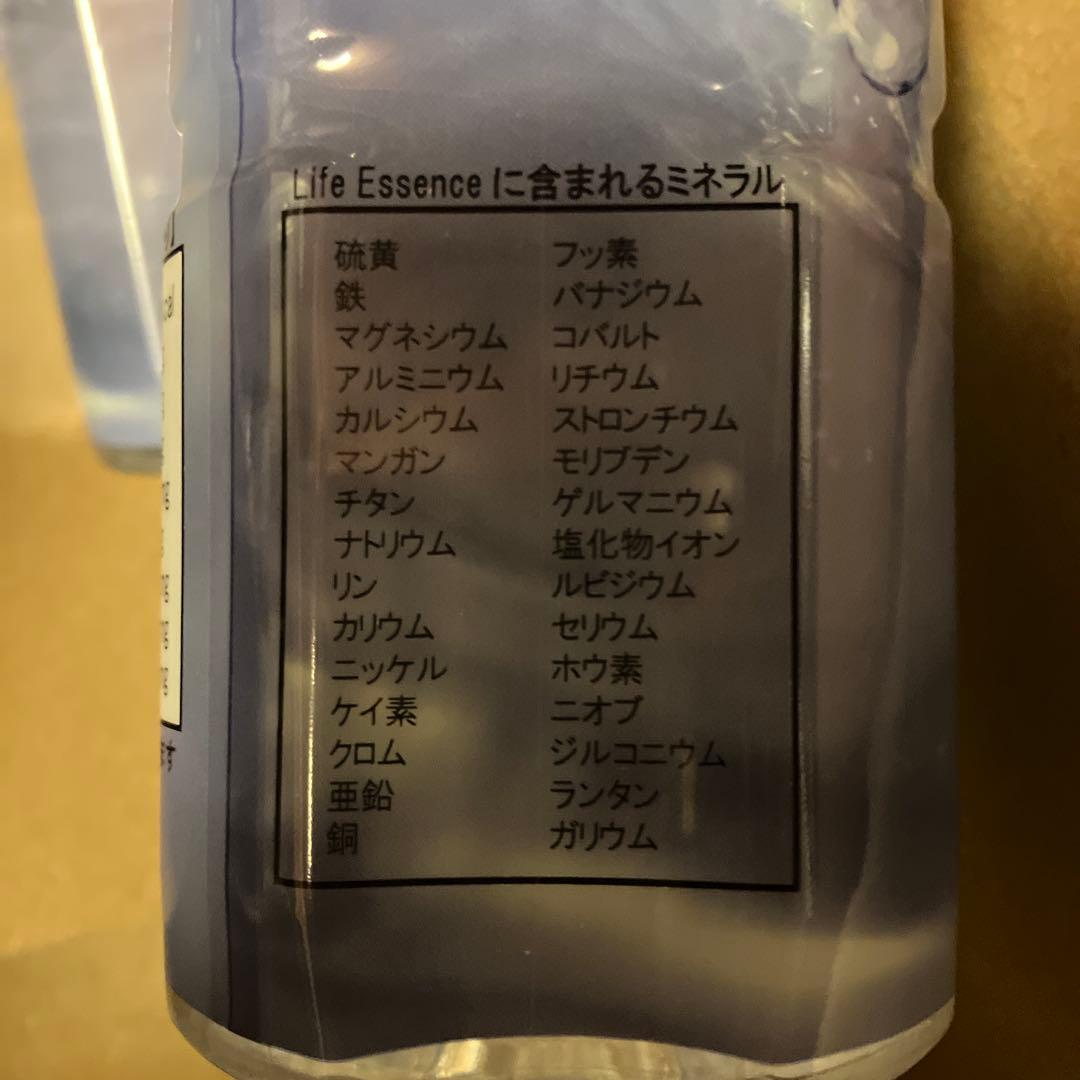 Life Essence に含まれるミネラル
硫黄
鉄
マグネシウム
アルミニウム
カルシウム
マンガン
チタン
ナトリウム
リン
カリウム
ニッケル
ケイ素
クロム
亜鉛
銅
フッ素
バナジウム
コバルト
リチウム
ストロンチウム
モリブデン
ゲルマニウム
塩化物イオン
ルビジウム
セリウム
ホウ素
ニオブ
ジルコニウム
ランタン
ガリウム